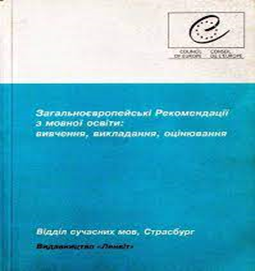 COUNCIL CONSEIL
OF EUROPE DE L'EUROPE
Загальноєвропейські Рекомендації
з мовної освіти:
вивчення, викладання, оцінювання
Відділ сучасних мов, Страсбург
Видавництво «Ленвіт»